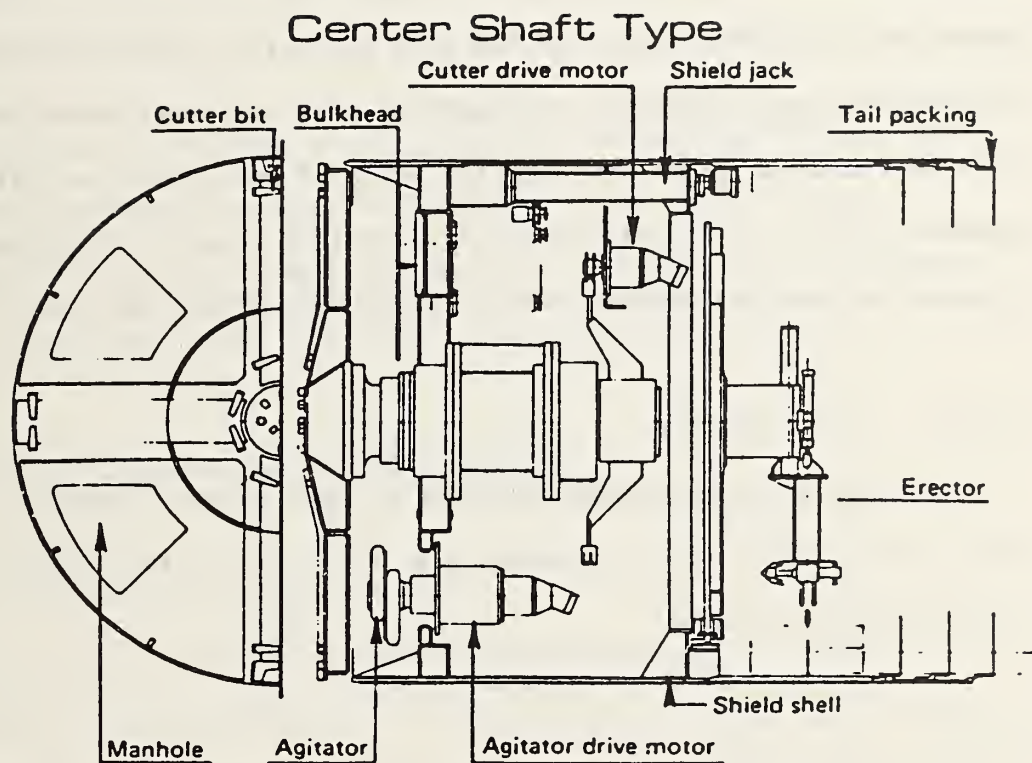 Center Shaft Type
Cutter drive motor
Shield jack
Cutter bit
Bulkhead
Tail packing
Erector
Shield shell
Manhole
Agitator
Agitator drive motor